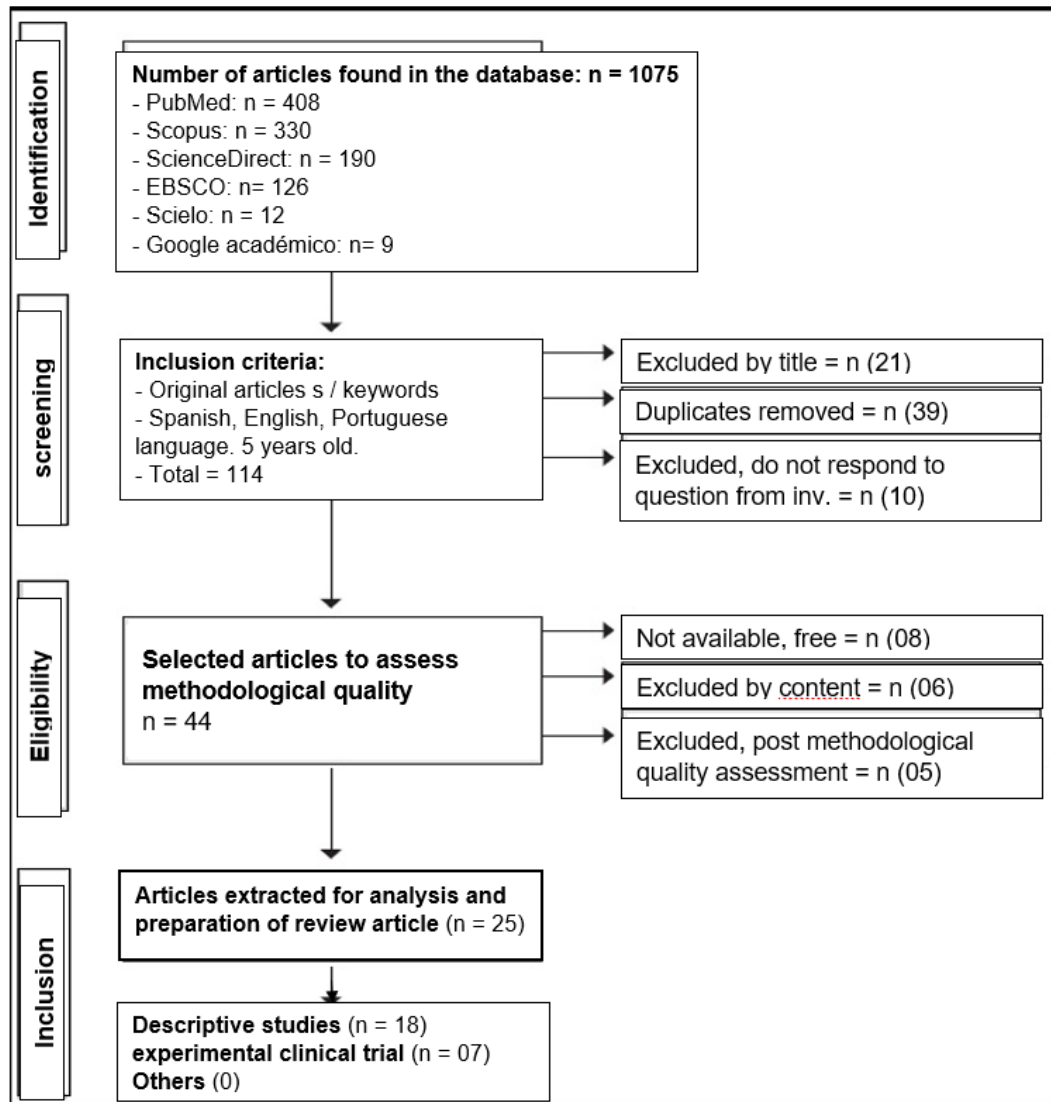 Identification
Number of articles found in the database: n = 1075
- PubMed: n = 408
- Scopus: n = 330
- ScienceDirect: n = 190
- EBSCO: n= 126
- Scielo: n = 12
- Google académico: n= 9
screening
Inclusion criteria:
- Original articles s / keywords
- Spanish, English, Portuguese
language. 5 years old.
- Total = 114
Excluded by title = n (21)
Duplicates removed = n (39)
Excluded, do not respond to
question from inv. = n (10)
Eligibility
Selected articles to assess
methodological quality
n = 44
Not available, free = n (08)
Excluded by content = n (06)
Excluded, post methodological
quality assessment = n (05)
Inclusion
Articles extracted for analysis and
preparation of review article (n = 25)
Descriptive studies (n = 18)
experimental clinical trial (n = 07)
Others (0)